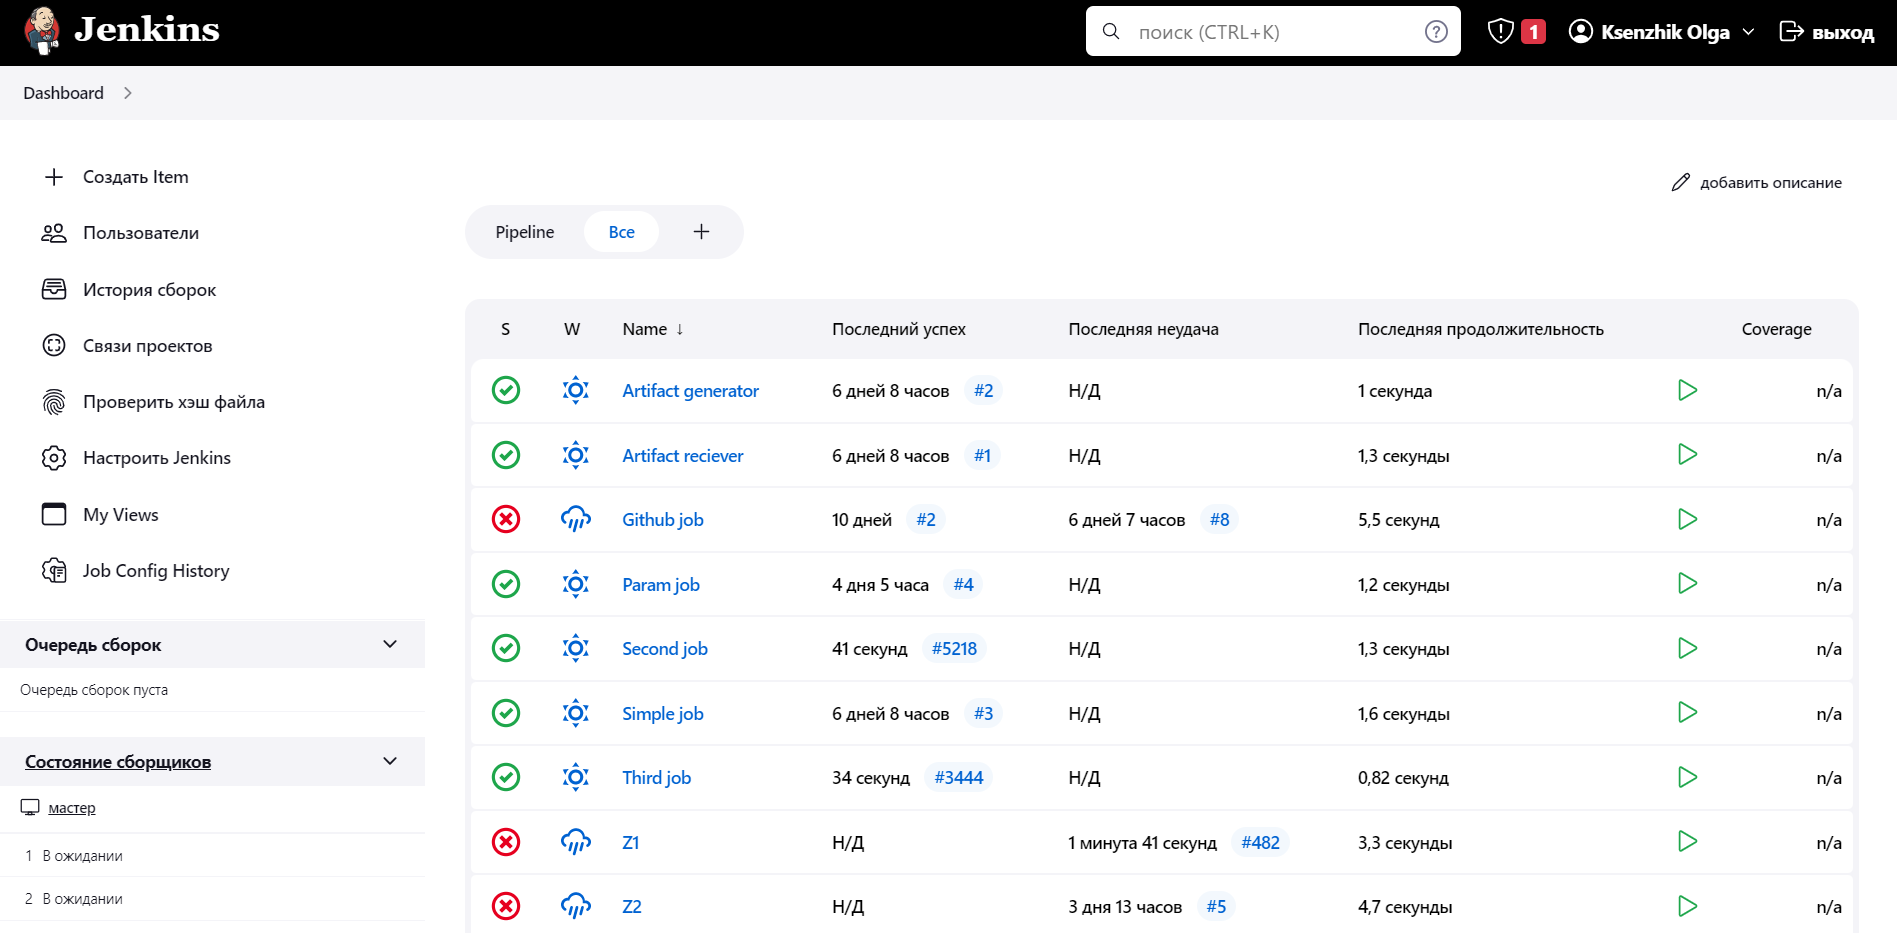 Jenkins
поиск (CTRL+K)
1
Ksenzhik Olga
выход
Dashboard
Создать Item
Пользователи
История сборок
Связи проектов
Проверить хэш файла
Настроить Jenkins
My Views
Job Config History
Очередь сборок
Очередь сборок пуста
Состояние сборщиков
мастер
1 В ожидании
2 В ожидании
добавить описание
Pipeline Все
S W Name ↓ Последний успех Последняя неудача Последняя продолжительность Coverage
Artifact generator 6 дней 8 часов #2 Н/Д 1 секунда n/a
Artifact reciever 6 дней 8 часов #1 Н/Д 1,3 секунды n/a
Github job 10 дней #2 6 дней 7 часов #8 5,5 секунд n/a
Param job 4 дня 5 часа #4 Н/Д 1,2 секунды n/a
Second job 41 секунд #5218 Н/Д 1,3 секунды n/a
Simple job 6 дней 8 часов #3 Н/Д 1,6 секунды n/a
Third job 34 секунд #3444 Н/Д 0,82 секунд n/a
Z1 Н/Д 1 минута 41 секунд #482 3,3 секунды n/a
Z2 Н/Д 3 дня 13 часов #5 4,7 секунды n/a